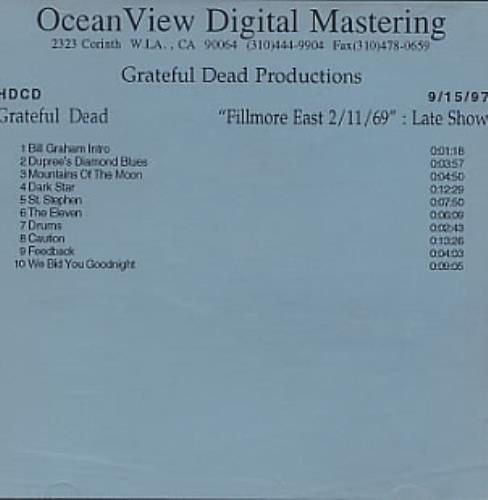 OceanView Digital Mastering
2323 Corinth W.L.A., CA 90064 (310)444-9904 Fax(310)478-0659
Grateful Dead Productions
HDCD 9/15/97
Grateful Dead "Fillmore East 2/11/69" : Late Show
1 Bill Graham Intro 0:01:18
2 Dupree's Diamond Blues 0:03:57
3 Mountains Of The Moon 0:04:50
4 Dark Star 0:12:29
5 St. Stephen 0:07:50
6 The Eleven 0:06:09
7 Drums 0:02:43
8 Caution 0:13:26
9 Feedback 0:04:03
10 We Bid You Goodnight 0:09:05